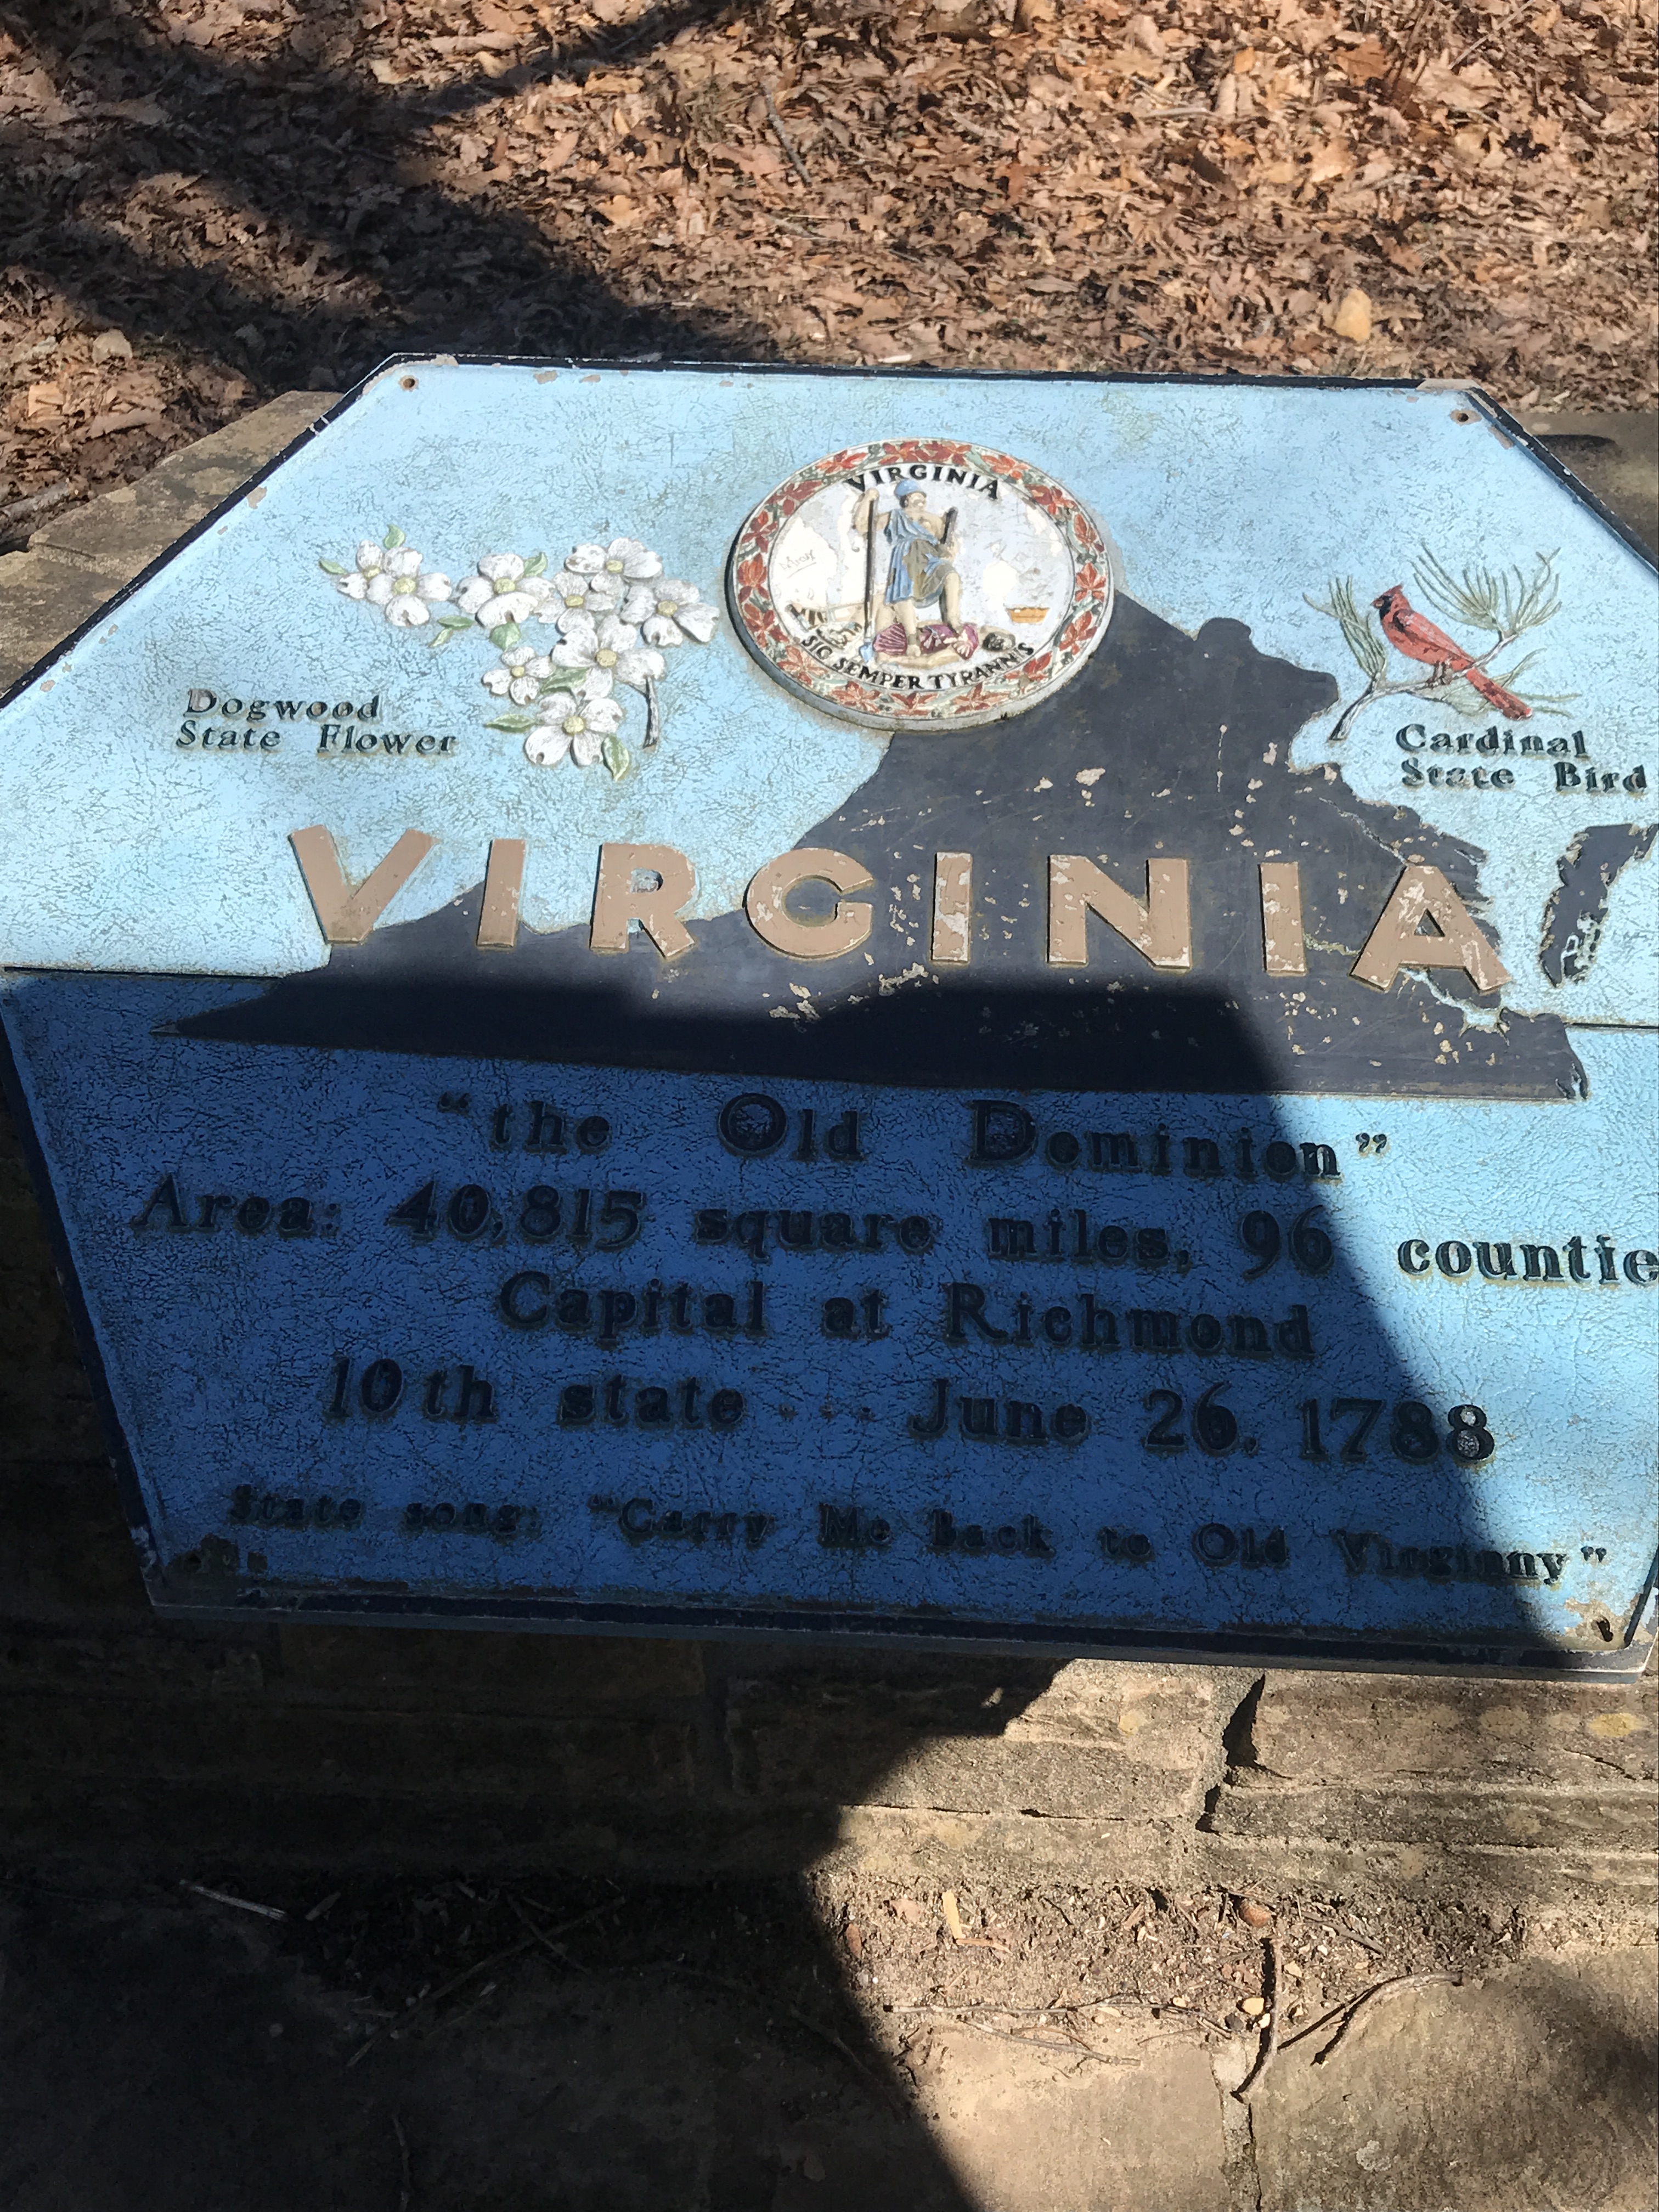 VIRGINIA
SIC SEMPER TYRANNIS
Dogwood
State Flower
Cardinal
State Bird
VIRGINIA
“the Old Dominion”
Area: 40,815 square miles, 96 countie
Capital at Richmond
10th state ... June 26, 1788
State song: “Carry Me Back to Old Virginny”